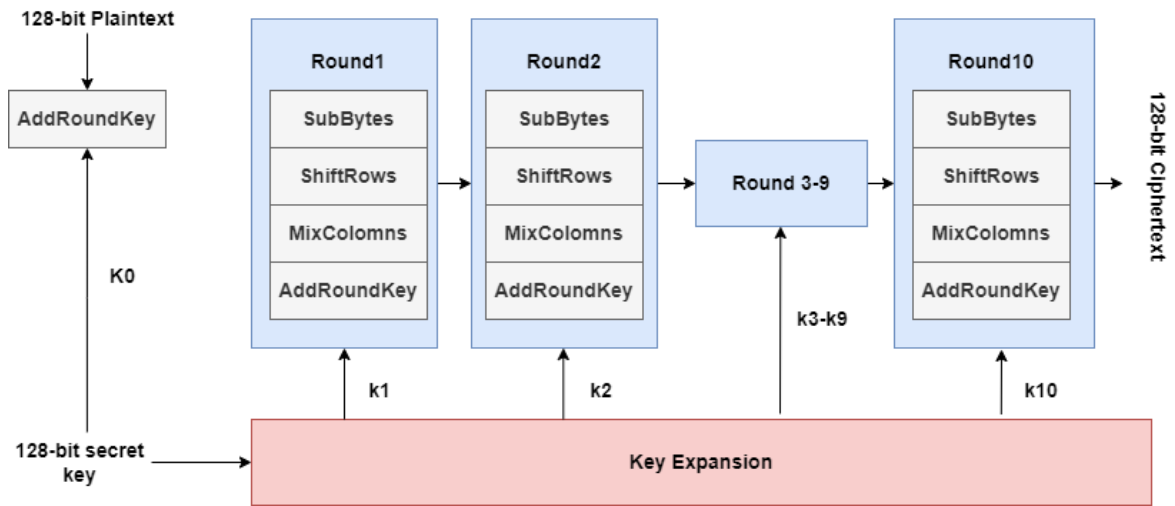 128-bit Plaintext
AddRoundKey
K0
128-bit secret
key
Round1
SubBytes
ShiftRows
MixColomns
AddRoundKey
k1
Round2
SubBytes
ShiftRows
MixColomns
AddRoundKey
k2
Round 3-9
k3-k9
Round10
SubBytes
ShiftRows
MixColomns
AddRoundKey
k10
128-bit Ciphertext
Key Expansion